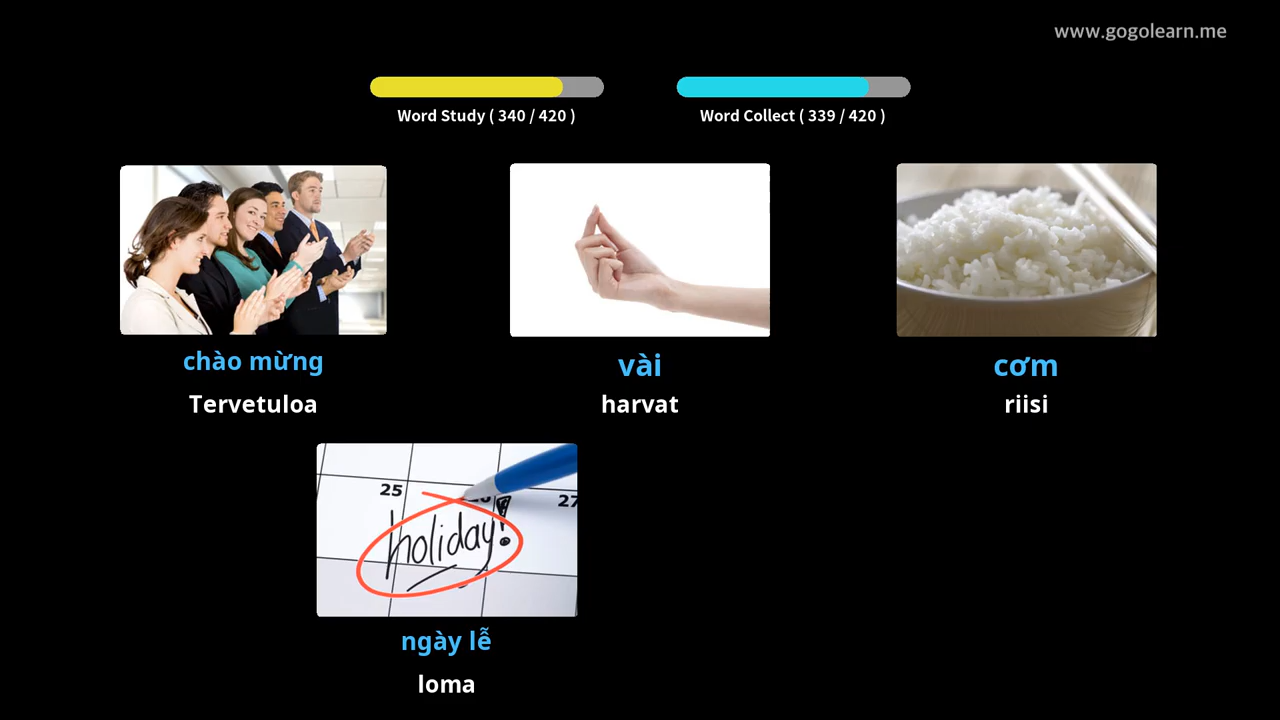 www.gogolearn.me
Word Study ( 340 / 420 )
Word Collect ( 339 / 420 )
chào mừng
Tervetuloa
vài
harvat
cơm
riisi
25
27
holiday!
ngày lễ
loma